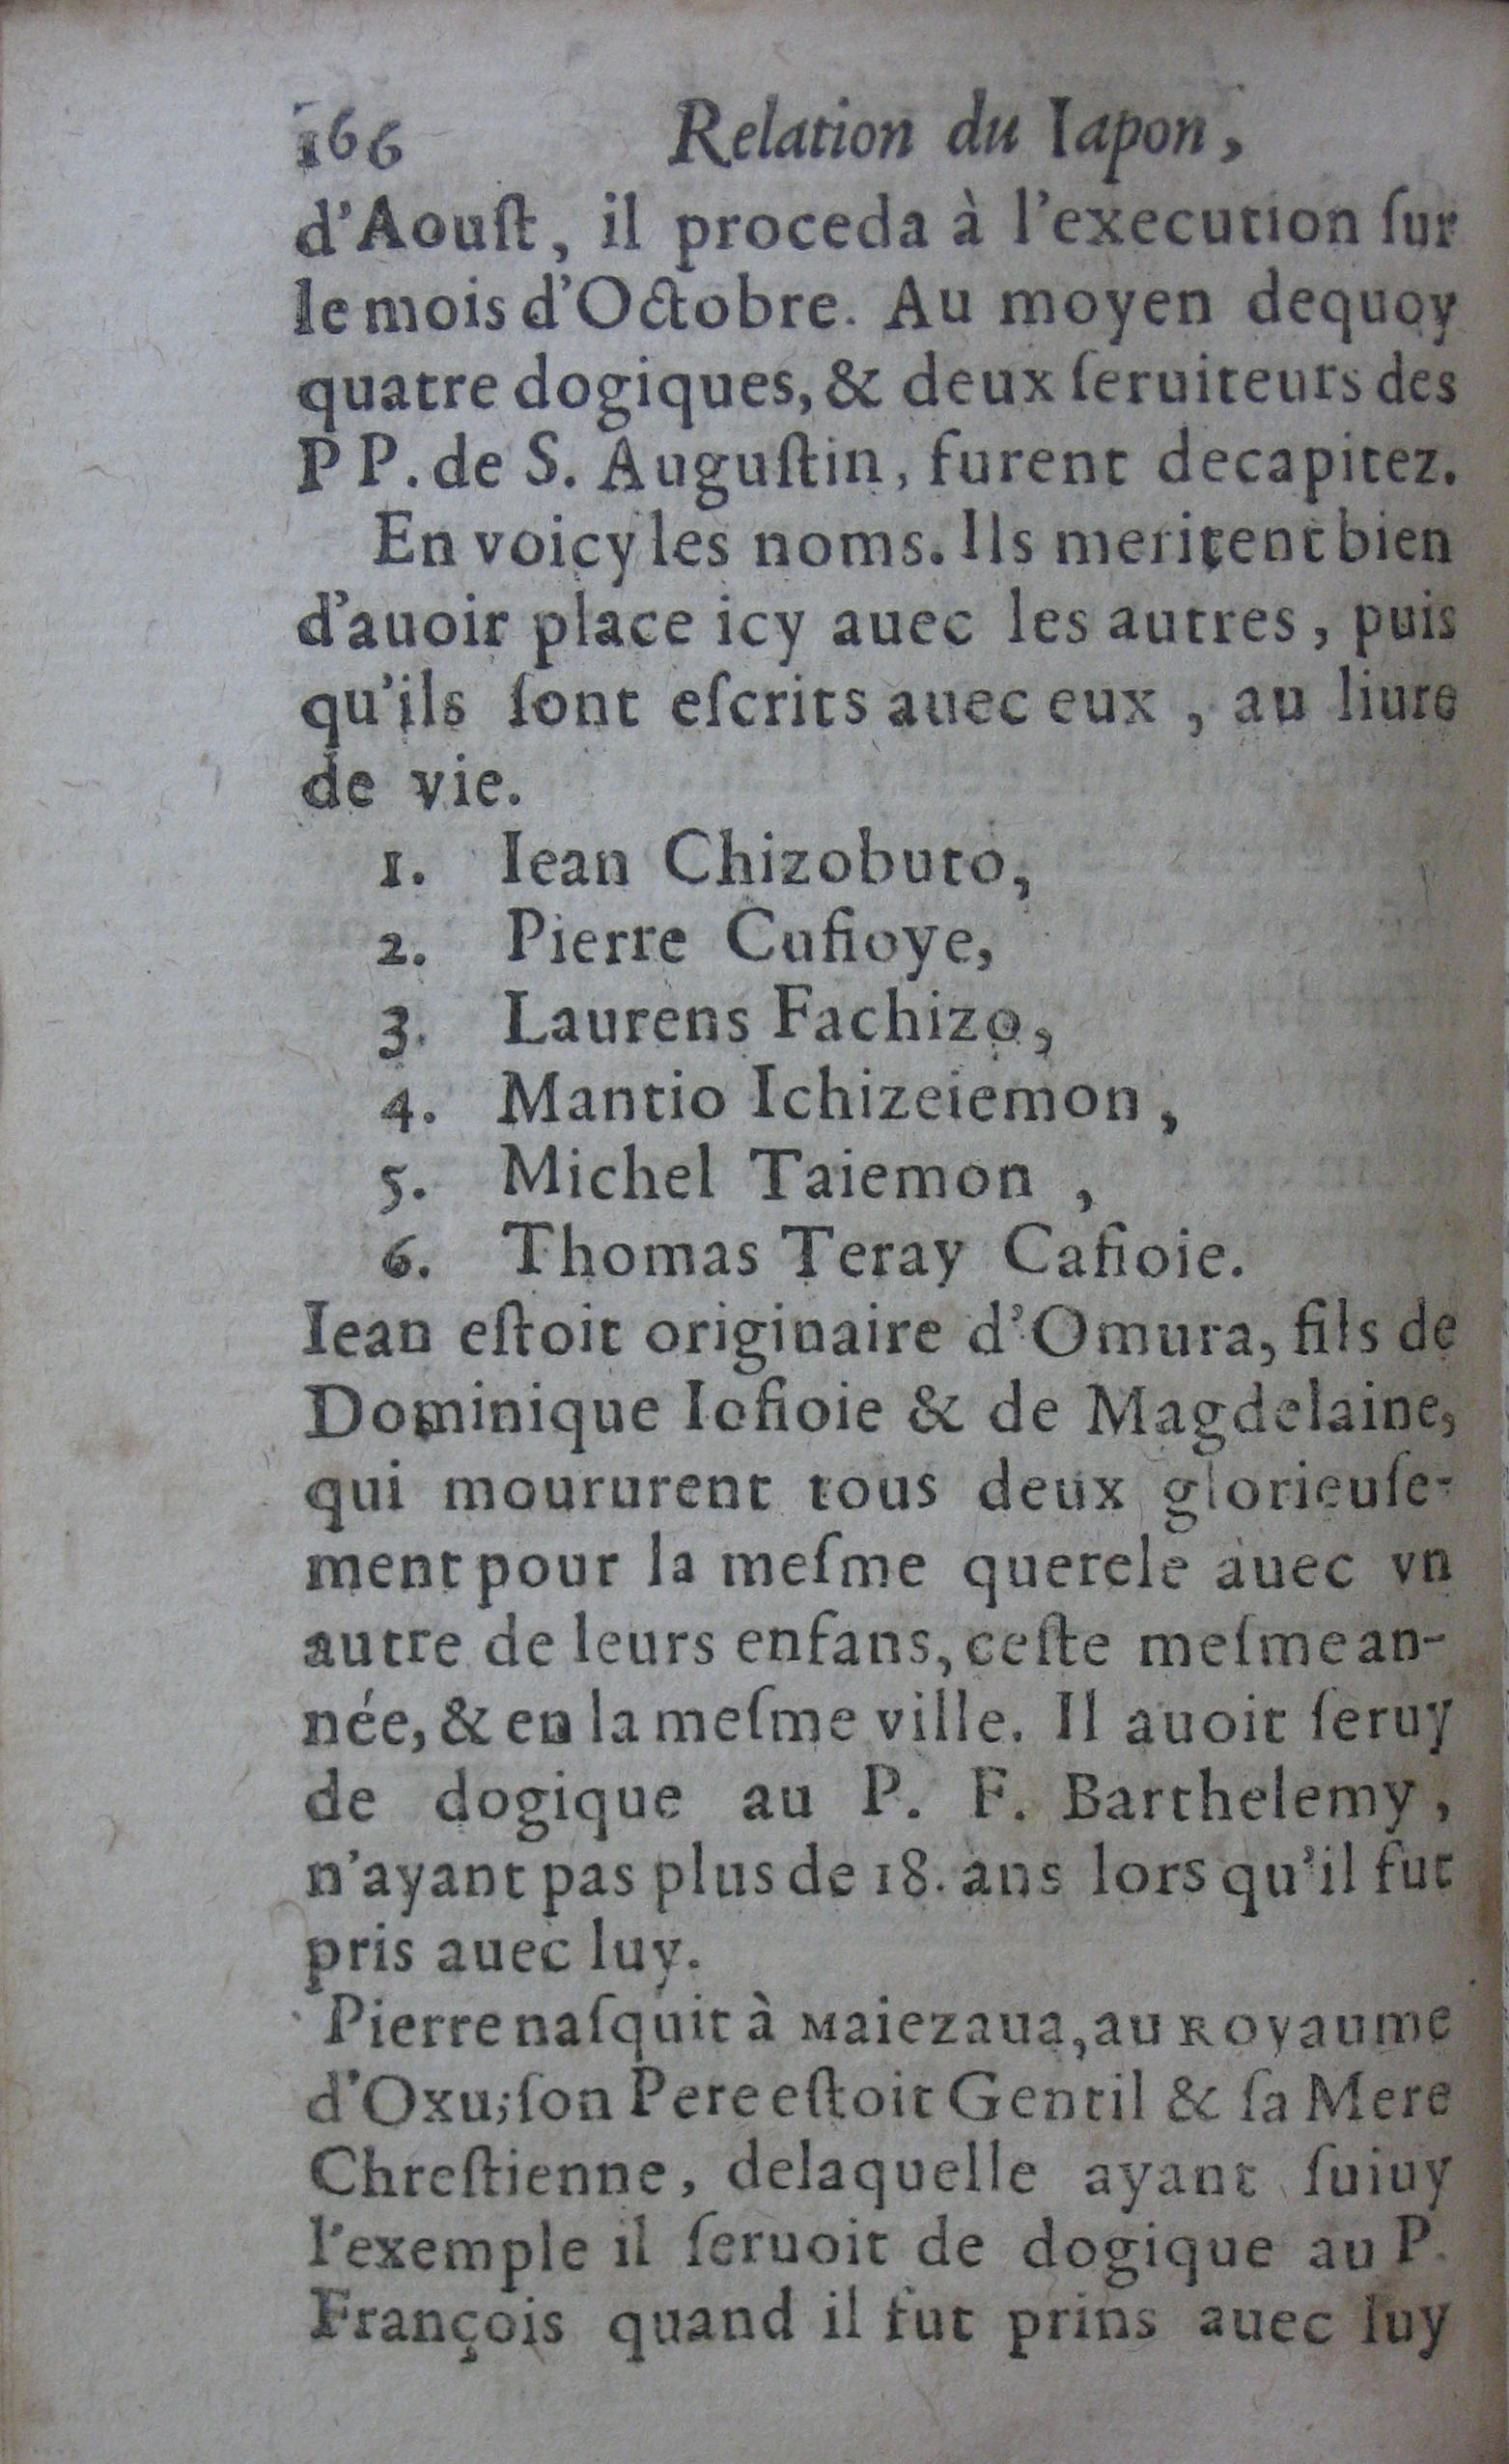 166 Relation du Iapon,
d'Aouſt, il proceda à l'execution ſur
le mois d'Octobre. Au moyen dequoy
quatre dogiques, & deux ſeruiteurs des
PP. de S. Auguſtin, furent decapitez.
En voicy les noms. Ils meritent bien
d'auoir place icy auec les autres, puis
qu'ils ſont eſcrits auec eux, au liure
de vie.
1. Iean Chizobuto,
2. Pierre Cufioye,
3. Laurens Fachizo,
4. Mantio Ichizeiemon,
5. Michel Taiemon,
6. Thomas Teray Cafioie.
Iean eſtoit originaire d'Omura, fils de
Dominique Iofioie & de Magdelaine,
qui moururent tous deux glorieuſe-
ment pour la meſme querele auec vn
autre de leurs enfans, ceſte meſme an-
née, & en la meſme ville. Il auoit ſeruy
de dogique au P. F. Barthelemy,
n'ayant pas plus de 18. ans lors qu'il fut
pris auec luy.
Pierre naſquit à Maiezaua, au Royaume
d'Oxu; ſon Pere eſtoit Gentil & ſa Mere
Chreſtienne, delaquelle ayant ſuiuy
l'exemple il ſeruoit de dogique au P.
François quand il fut prins auec luy